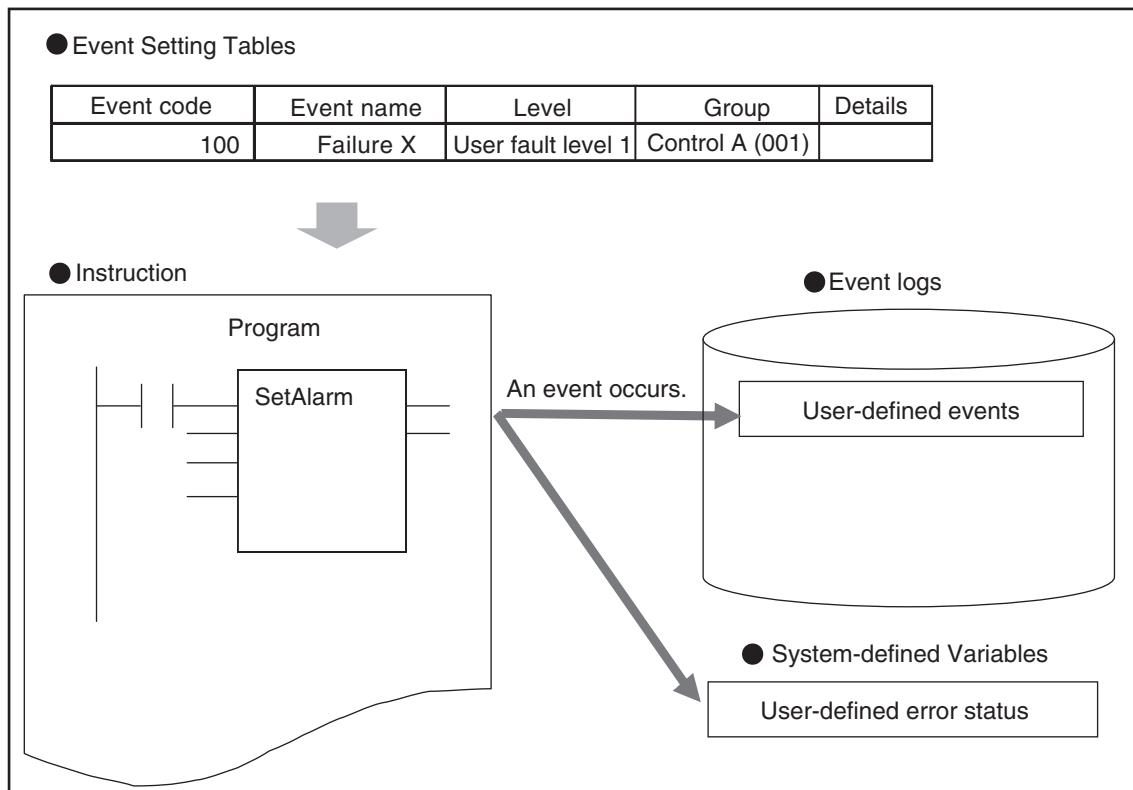 ● Event Setting Tables
Event code Event name Level Group Details
100 Failure X User fault level 1 Control A (001)
● Instruction
Program
SetAlarm
An event occurs.
● Event logs
User-defined events
● System-defined Variables
User-defined error status